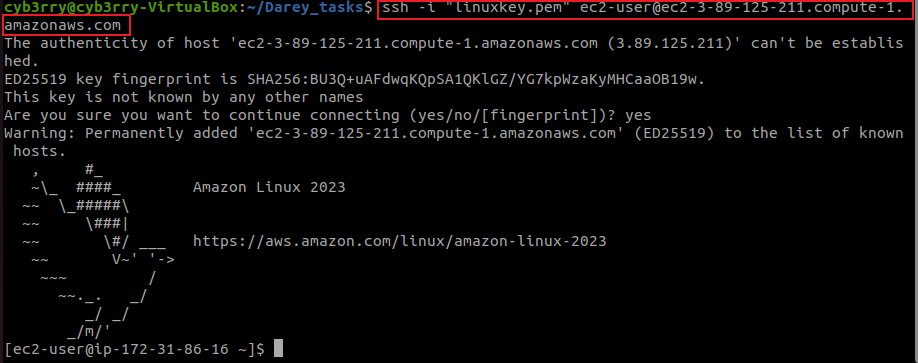 cyb3rry@cyb3rry-VirtualBox:~/Darey_tasks$ ssh -i "linuxkey.pem" ec2-user@ec2-3-89-125-211.compute-1.
amazonaws.com
The authenticity of host 'ec2-3-89-125-211.compute-1.amazonaws.com (3.89.125.211)' can't be establis
hed.
ED25519 key fingerprint is SHA256:BU3Q+uAFdwqKQpSA1QKlGZ/YG7kpWzaKyMHCaaOB19w.
This key is not known by any other names
Are you sure you want to continue connecting (yes/no/[fingerprint])? yes
Warning: Permanently added 'ec2-3-89-125-211.compute-1.amazonaws.com' (ED25519) to the list of known
 hosts.
   ,     #_
   ~\_  ####_        Amazon Linux 2023
  ~~  \_#####\
  ~~     \###|
  ~~       \#/ ___   https://aws.amazon.com/linux/amazon-linux-2023
   ~~       V~' '->
    ~~~         /
      ~~._.   _/
         _/ _/
       _/m/'
[ec2-user@ip-172-31-86-16 ~]$